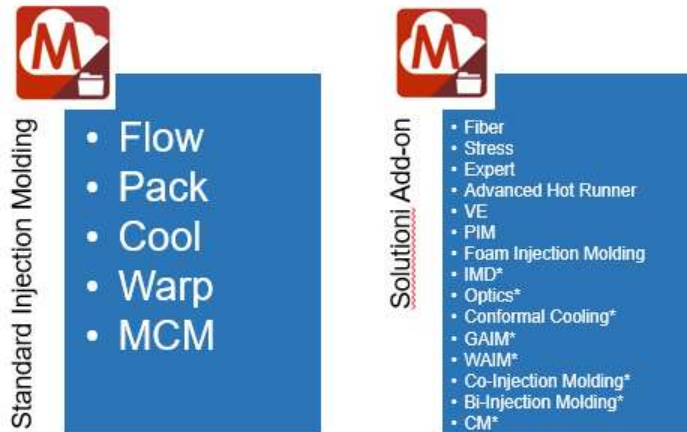 M
Standard Injection Molding
• Flow
• Pack
• Cool
• Warp
• MCM
M
Solutioni Add-on
• Fiber
• Stress
• Expert
• Advanced Hot Runner
• VE
• PIM
• Foam Injection Molding
• IMD*
• Optics*
• Conformal Cooling*
• GAIM*
• WAIM*
• Co-Injection Molding*
• Bi-Injection Molding*
• CM*